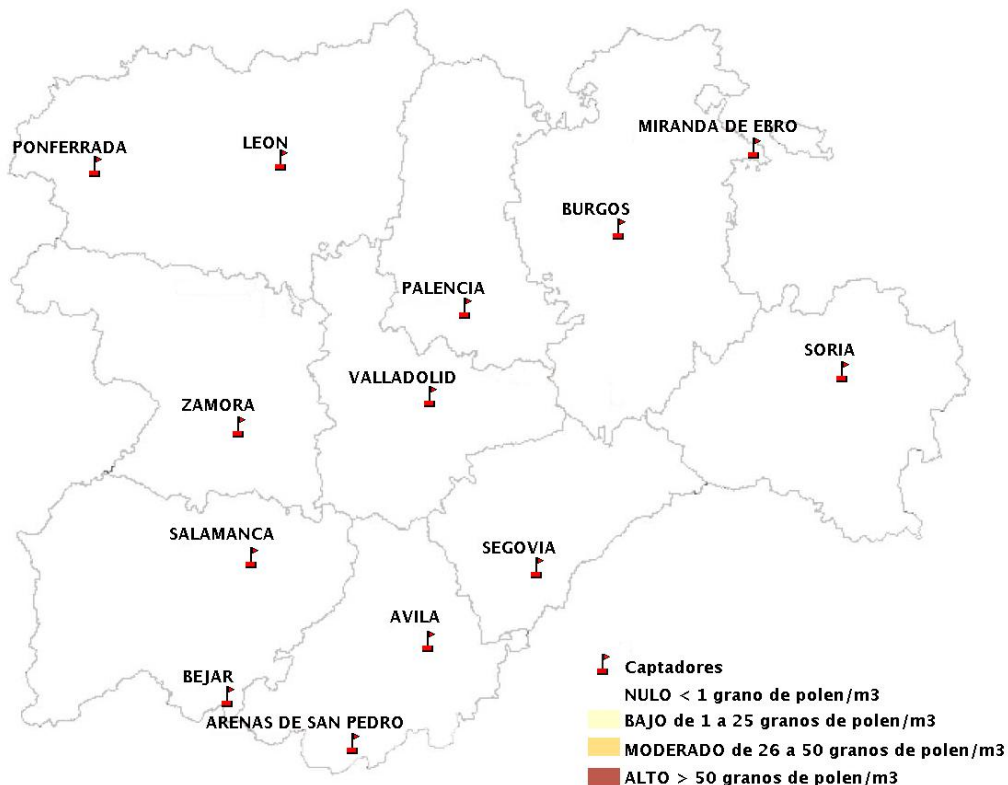 MIRANDA DE EBRO
PONFERRADA
LEON
BURGOS
PALENCIA
SORIA
VALLADOLID
ZAMORA
SALAMANCA
SEGOVIA
AVILA
BEJAR
ARENAS DE SAN PEDRO
Captadores
NULO < 1 grano de polen/m3
BAJO de 1 a 25 granos de polen/m3
MODERADO de 26 a 50 granos de polen/m3
ALTO > 50 granos de polen/m3